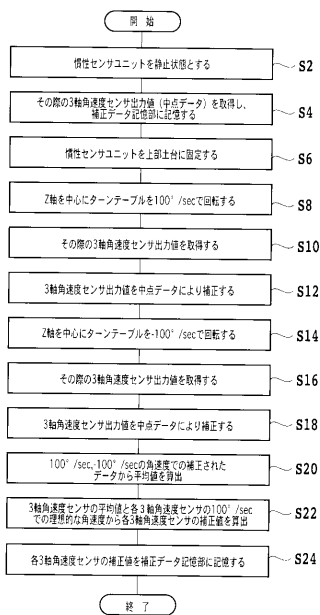 開 始
慣性センサユニットを静止状態とする
S2
その際の3軸角速度センサ出力値(中点データ)を取得し、
補正データ記憶部に記憶する
S4
慣性センサユニットを上部土台に固定する
S6
Z軸を中心にターンテーブルを100°/secで回転する
S8
その際の3軸角速度センサ出力値を取得する
S10
3軸角速度センサ出力値を中点データにより補正する
S12
Z軸を中心にターンテーブルを-100°/secで回転する
S14
その際の3軸角速度センサ出力値を取得する
S16
3軸角速度センサ出力値を中点データにより補正する
S18
100°/sec,-100°/secの角速度での補正された
データから平均値を算出
S20
3軸角速度センサの平均値と各3軸角速度センサの100°/sec
での理想的な角速度から各3軸角速度センサの補正値を算出
S22
各3軸角速度センサの補正値を補正データ記憶部に記憶する
S24
終 了